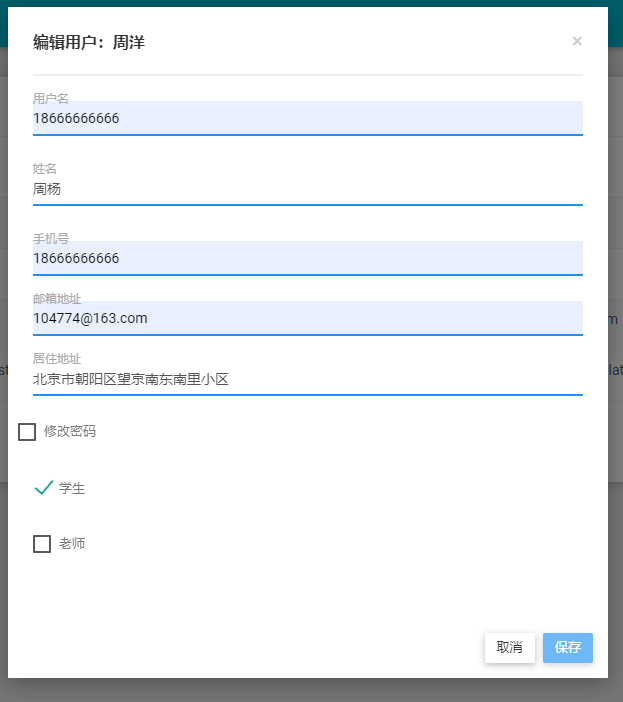 编辑用户：周洋
×
用户名
18666666666
姓名
周杨
手机号
18666666666
邮箱地址
104774@163.com
居住地址
北京市朝阳区望京南东南里小区
修改密码
学生
老师
取消
保存
m
st
lat